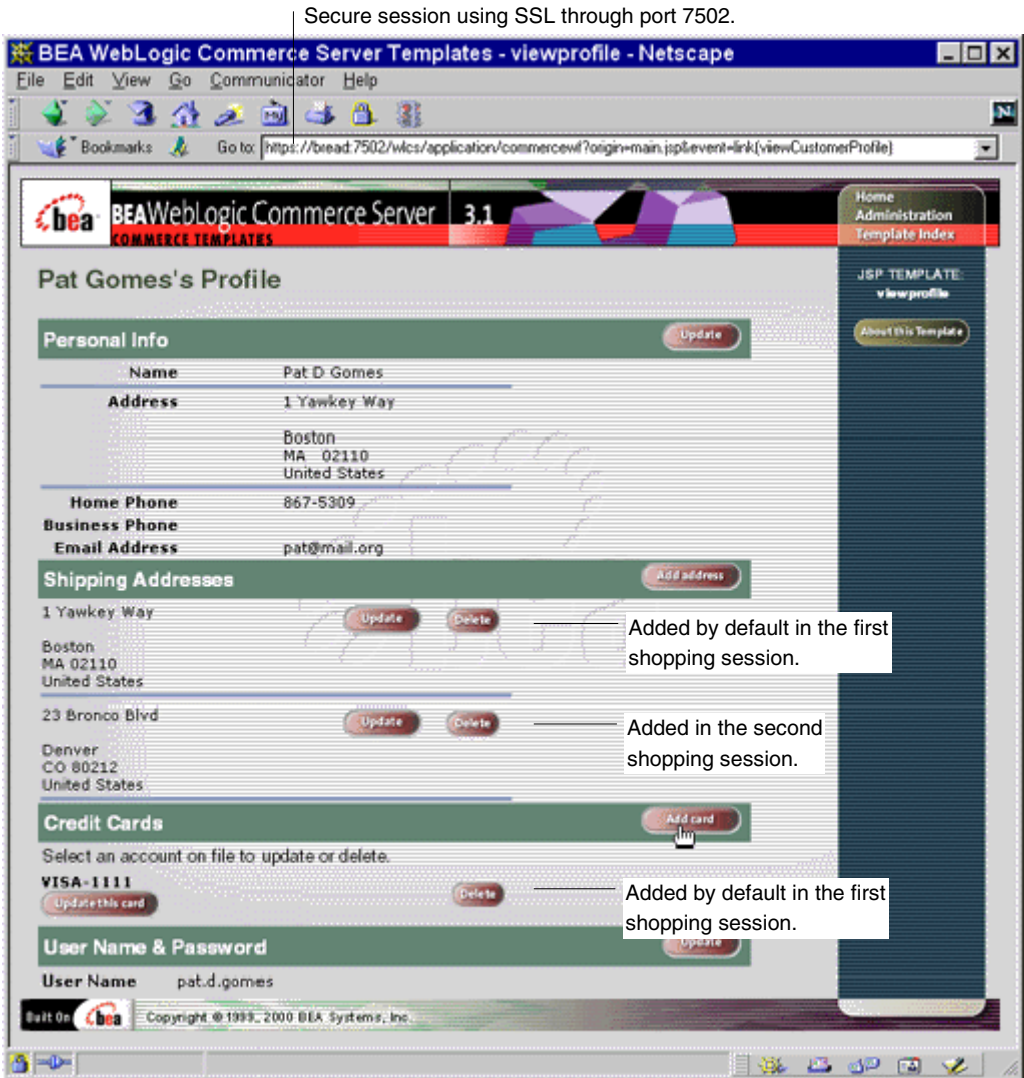 Secure session using SSL through port 7502.
BEA WebLogic Commerce Server Templates - viewprofile - Netscape
File Edit View Go Communicator Help
My
N
Bookmarks Go to: https://bread:7502/wlcs/application/commercewf?origin=main.jsp&event=link(viewCustomerProfile)
bea BEAWebLogic Commerce Server 3.1
COMMERCE TEMPLATES
Home
Administration
Template Index
JSP TEMPLATE:
viewprofile
About this Template
Pat Gomes's Profile
Personal Info Update
Name Pat D Gomes
Address 1 Yawkey Way
Boston
MA 02110
United States
Home Phone 867-5309
Business Phone
Email Address pat@mail.org
Shipping Addresses Add address
1 Yawkey Way Update Delete
Boston
MA 02110
United States
Added by default in the first
shopping session.
23 Bronco Blvd Update Delete
Denver
CO 80212
United States
Added in the second
shopping session.
Credit Cards Add card
Select an account on file to update or delete.
VISA-1111
Update this card Delete
Added by default in the first
shopping session.
User Name & Password Update
User Name pat.d.gomes
Built On bea Copyright © 1999, 2000 BEA Systems, Inc.